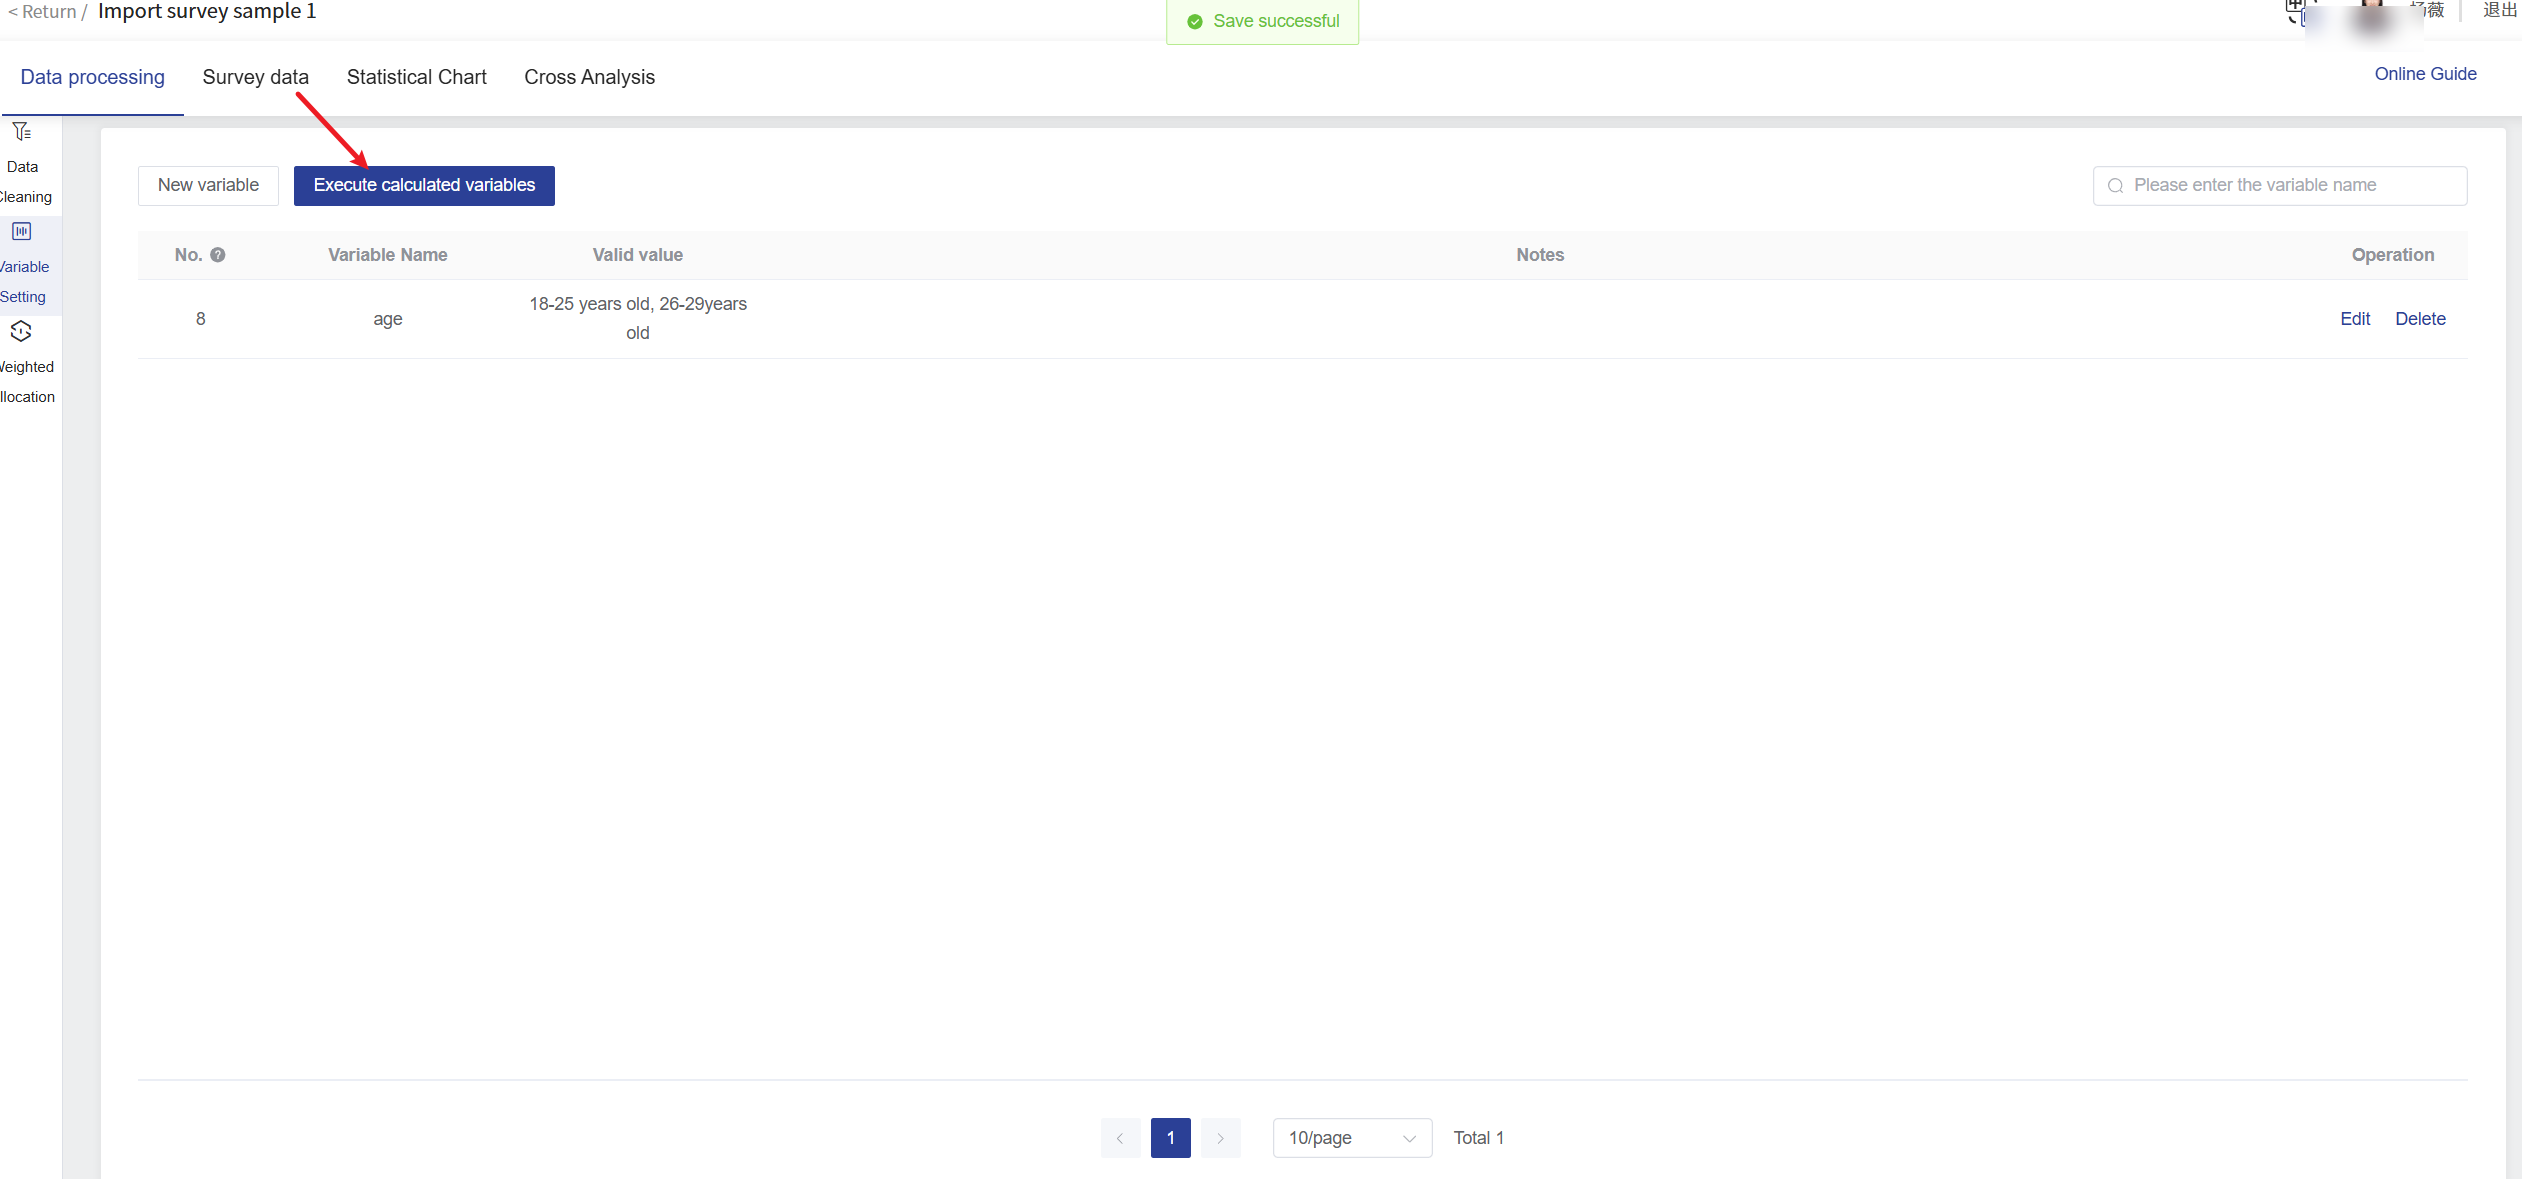 < Return / Import survey sample 1
Save successful
退出
Data processing
Survey data
Statistical Chart
Cross Analysis
Online Guide
Data
Cleaning
Variable
Setting
Weighted
llocation
New variable
Execute calculated variables
Please enter the variable name
No.
Variable Name
Valid value
Notes
Operation
8
age
18-25 years old, 26-29years
old
Edit
Delete
1
10/page
Total 1